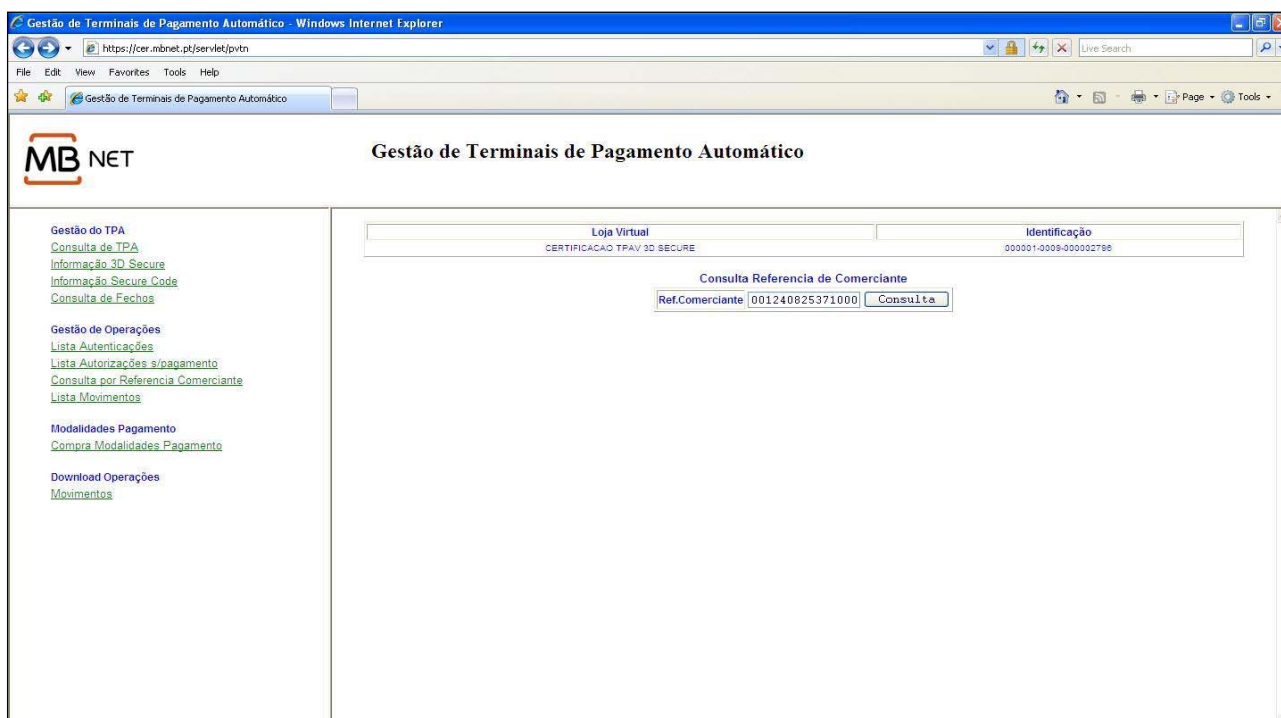 Gestão de Terminais de Pagamento Automático - Windows Internet Explorer
https://cer.mbnet.pt/servlet/pvtn
Live Search
File Edit View Favorites Tools Help
Gestão de Terminais de Pagamento Automático
Page Tools
MB NET
Gestão de Terminais de Pagamento Automático
Gestão do TPA
Consulta de TPA
Informação 3D Secure
Informação Secure Code
Consulta de Fechos
Gestão de Operações
Lista Autenticações
Lista Autorizações s/pagamento
Consulta por Referencia Comerciante
Lista Movimentos
Modalidades Pagamento
Compra Modalidades Pagamento
Download Operações
Movimentos
Loja Virtual Identificação
CERTIFICACAO TPAV 3D SECURE 000001-0009-000002796
Consulta Referencia de Comerciante
Ref.Comerciante 001240825371000 Consulta